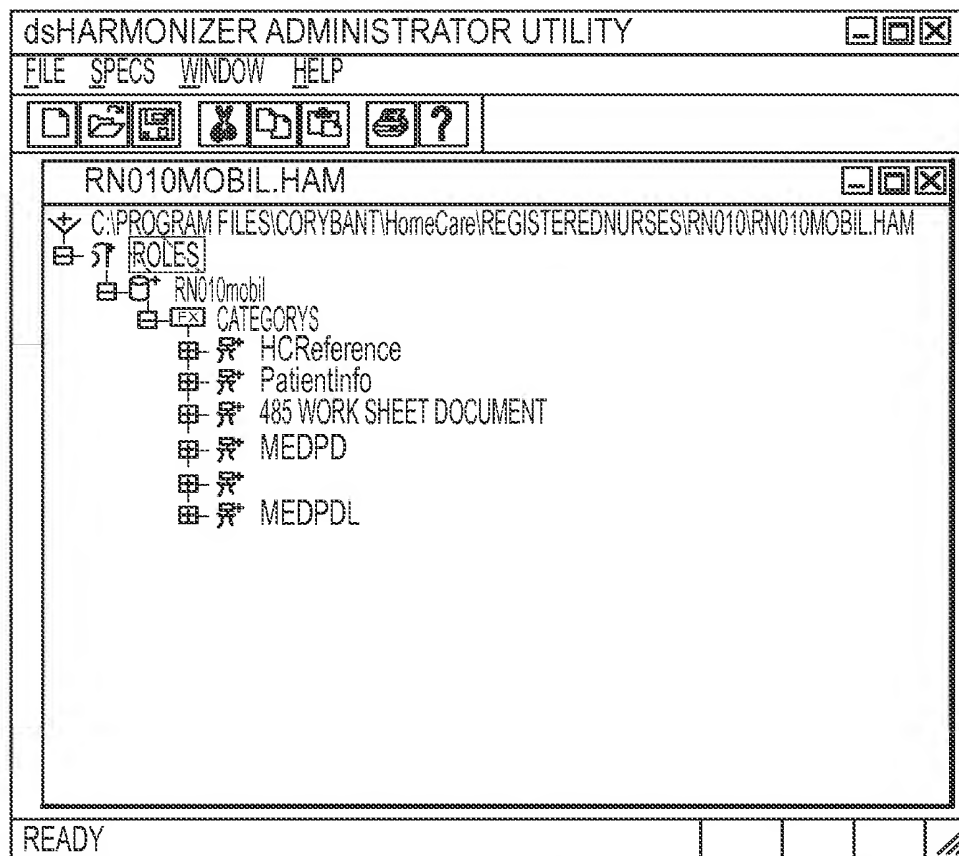 dsHARMONIZER ADMINISTRATOR UTILITY
FILE SPECS WINDOW HELP
?
RN010MOBIL.HAM
C:\PROGRAM FILES\CORYBANT\HomeCare\REGISTEREDNURSES\RN010\RN010MOBIL.HAM
ROLES
RN010mobil
FX CATEGORYS
HCReference
PatientInfo
485 WORK SHEET DOCUMENT
MEDPD
MEDPDL
READY